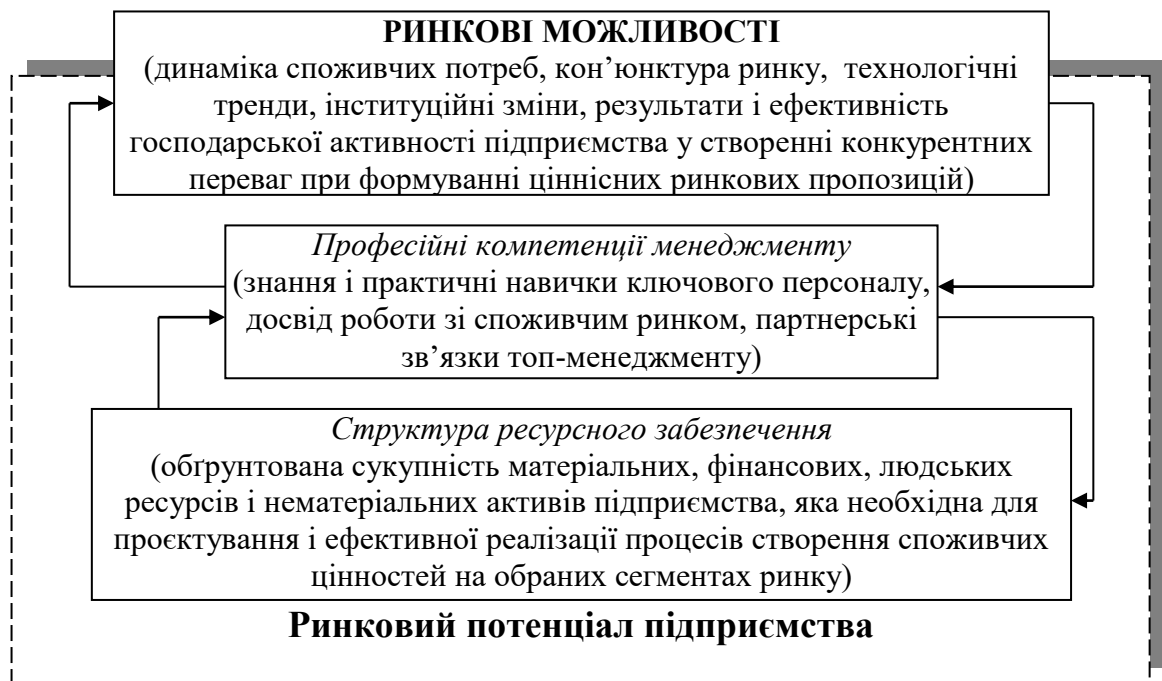 РИНКОВІ МОЖЛИВОСТІ
(динаміка споживчих потреб, кон’юнктура ринку, технологічні
тренди, інституційні зміни, результати і ефективність
господарської активності підприємства у створенні конкурентних
переваг при формуванні ціннісних ринкових пропозицій)
Професійні компетенції менеджменту
(знання і практичні навички ключового персоналу,
досвід роботи зі споживчим ринком, партнерські
зв’язки топ-менеджменту)
Структура ресурсного забезпечення
(обґрунтована сукупність матеріальних, фінансових, людських
ресурсів і нематеріальних активів підприємства, яка необхідна для
проєктування і ефективної реалізації процесів створення споживчих
цінностей на обраних сегментах ринку)
Ринковий потенціал підприємства